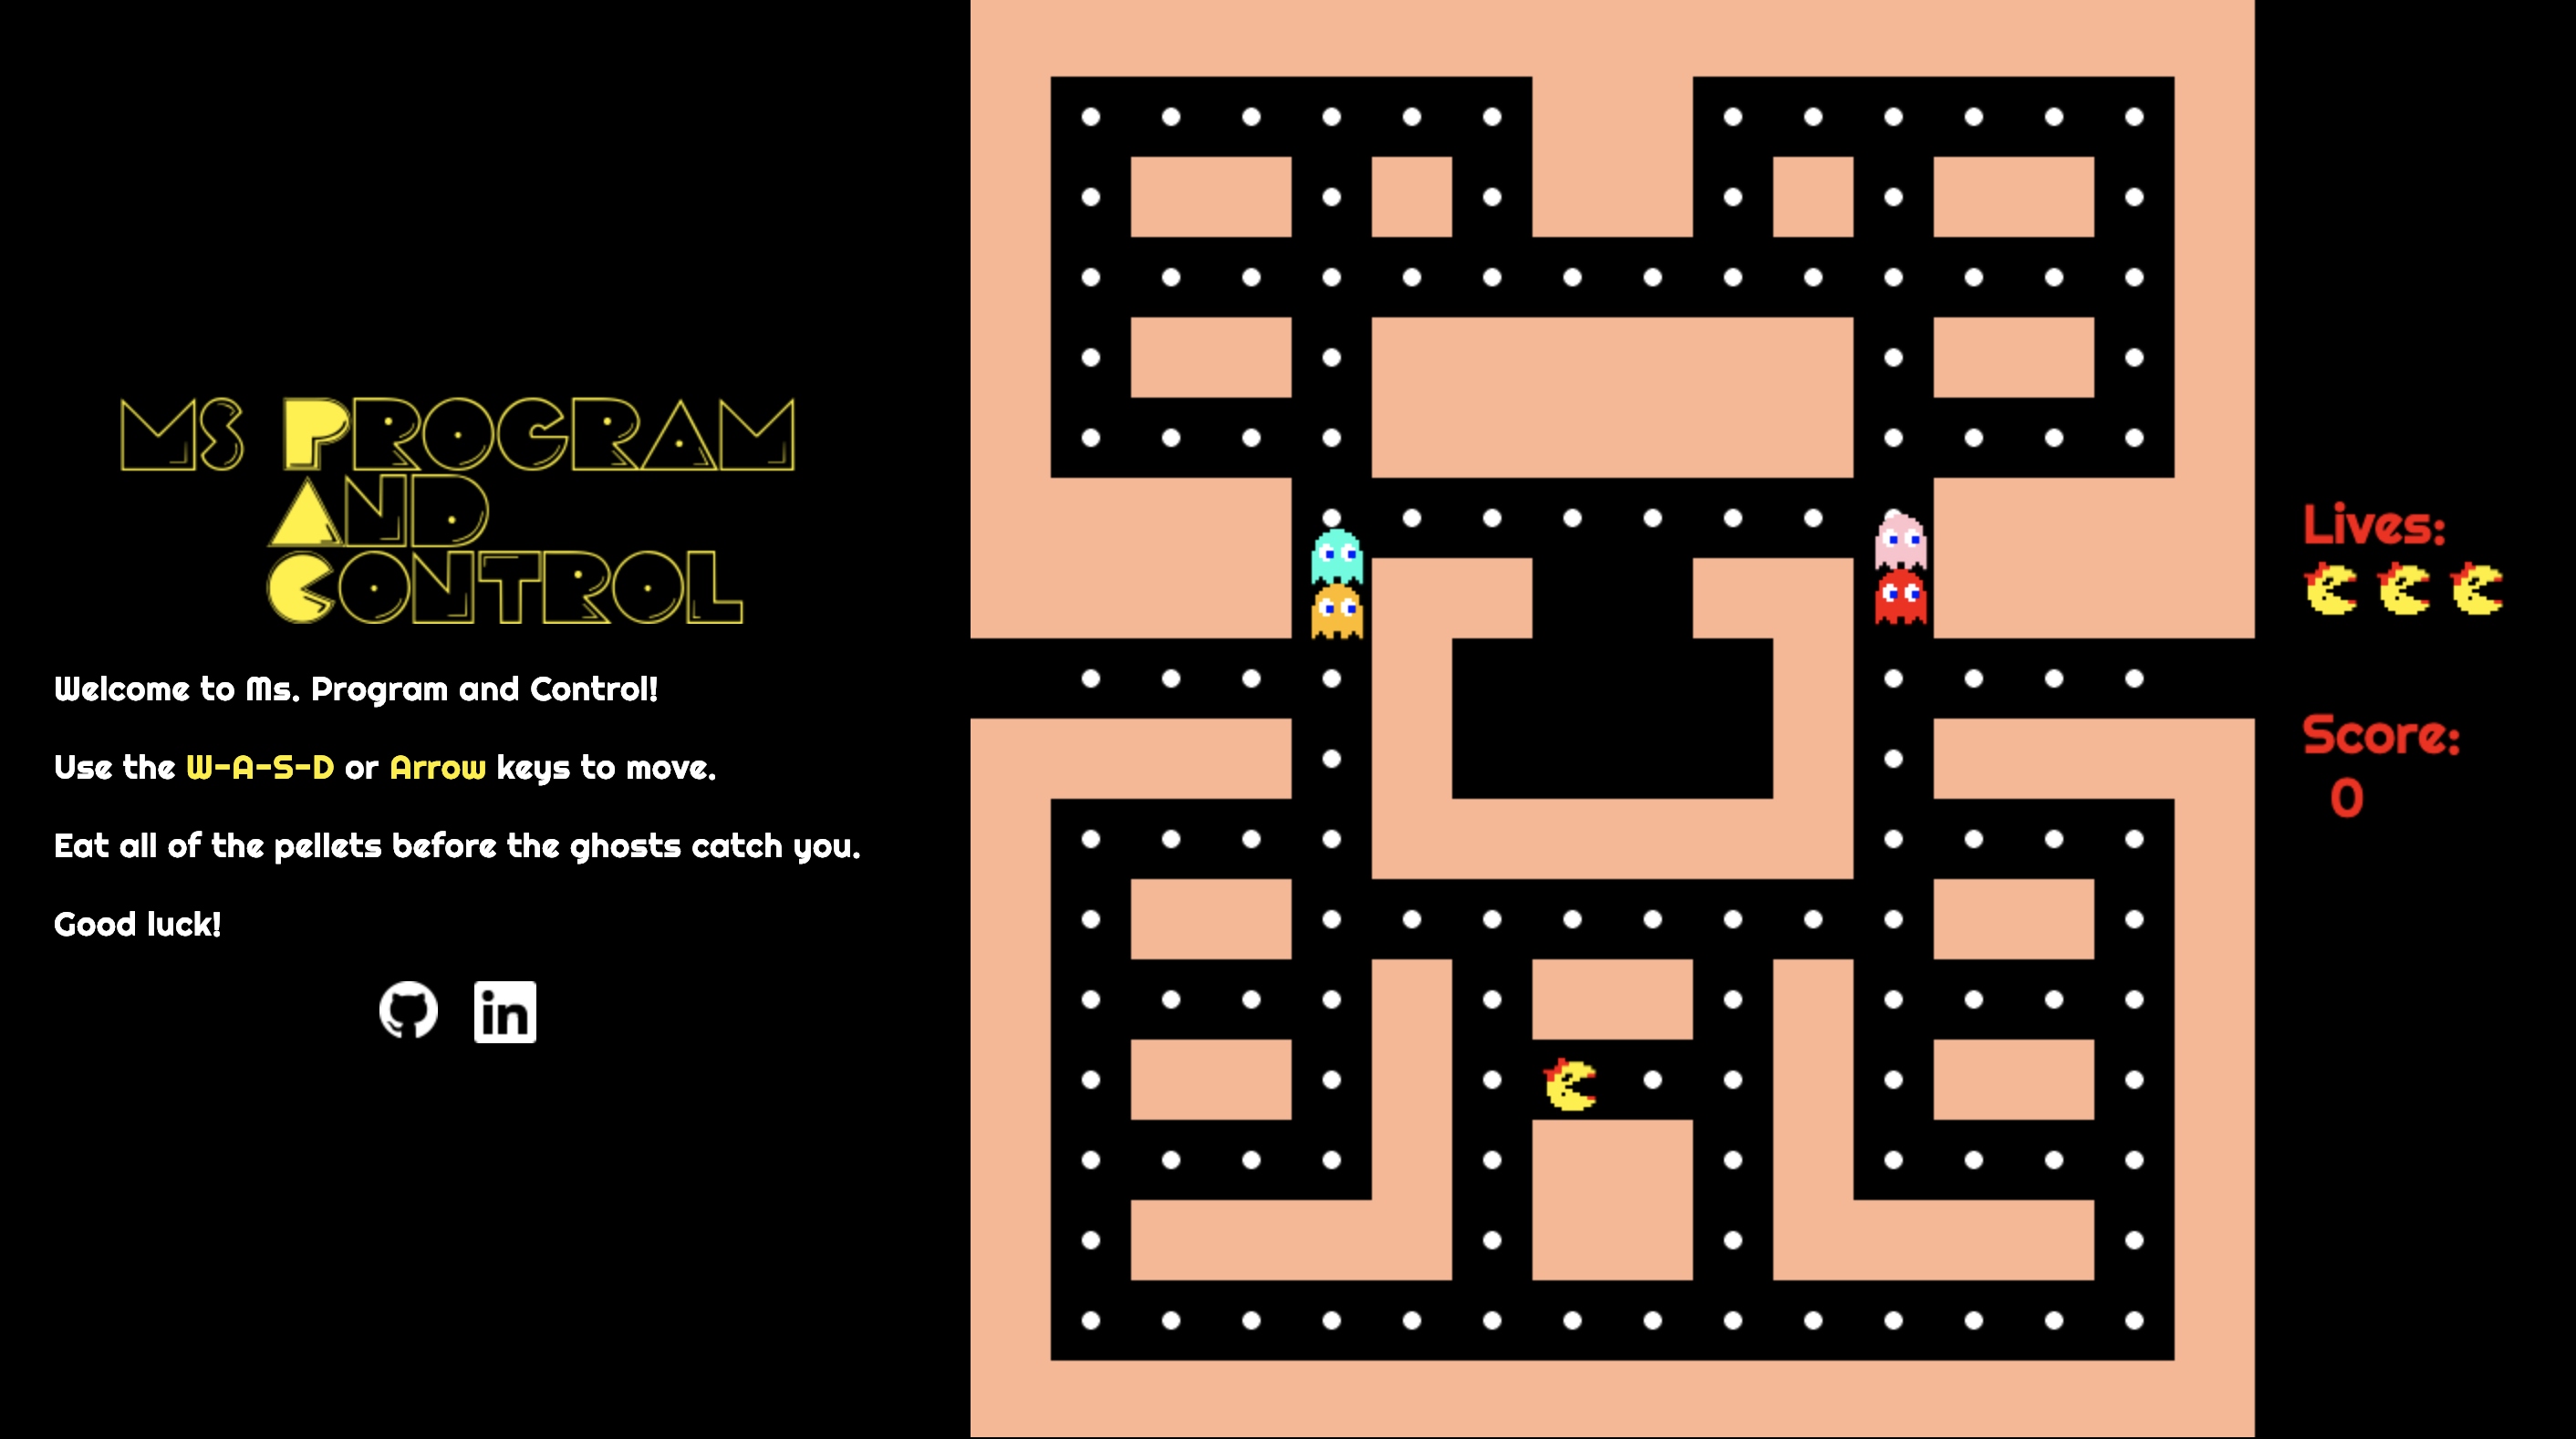 MS PROGRAM
AND
CONTROL
Welcome to Ms. Program and Control!
Use the W-A-S-D or Arrow keys to move.
Eat all of the pellets before the ghosts catch you.
Good luck!
in
Lives:
Score:
0